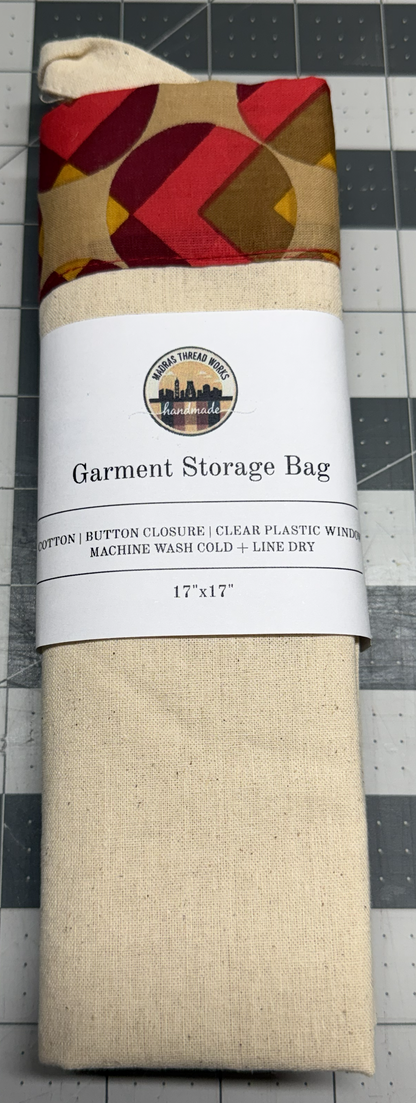 MADRAS THREAD WORKS
handmade
Garment Storage Bag
COTTON | BUTTON CLOSURE | CLEAR PLASTIC WINDOW
MACHINE WASH COLD + LINE DRY
17"x17"